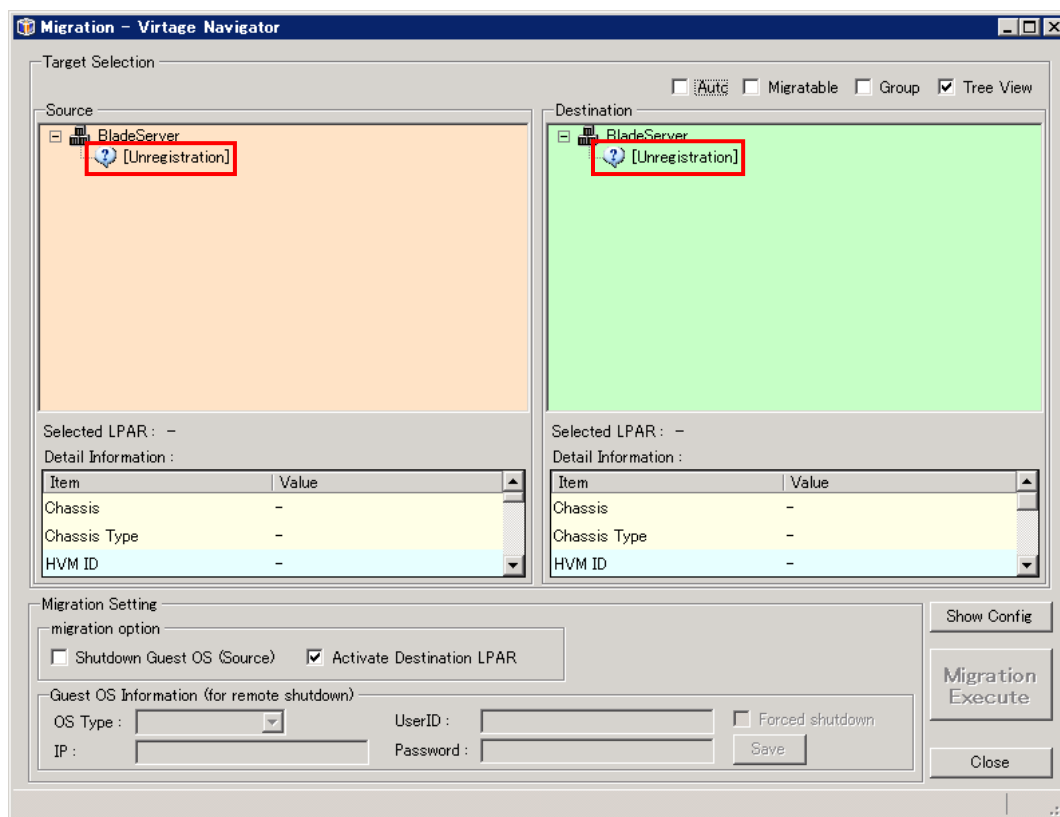 Migration - Virtage Navigator
Target Selection
Auto Migratable Group Tree View
Source
BladeServer
[Unregistration]
Destination
BladeServer
[Unregistration]
Selected LPAR : -
Detail Information :
Item Value
Chassis -
Chassis Type -
HVM ID -
Selected LPAR : -
Detail Information :
Item Value
Chassis -
Chassis Type -
HVM ID -
Migration Setting
migration option
Shutdown Guest OS (Source) Activate Destination LPAR
Guest OS Information (for remote shutdown)
OS Type : UserID : Forced shutdown
IP : Password : Save
Show Config
Migration
Execute
Close